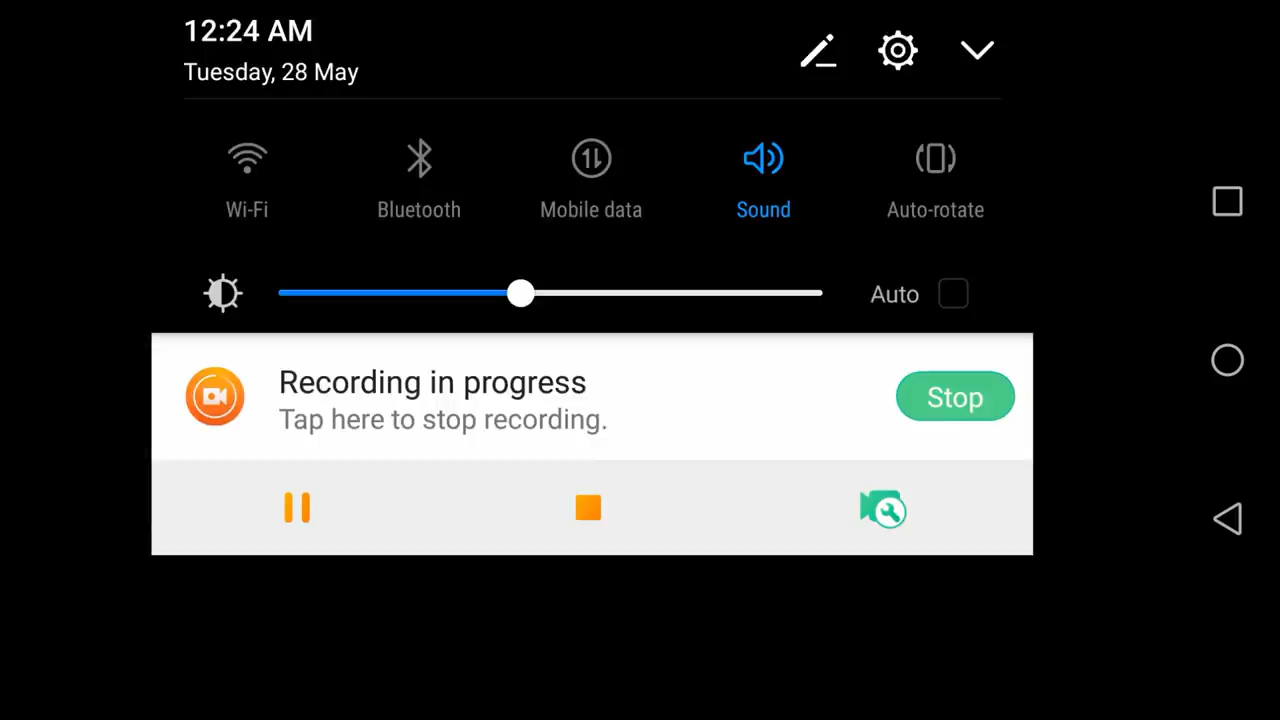 12:24 AM
Tuesday, 28 May
Wi-Fi
Bluetooth
Mobile data
Sound
Auto-rotate
Auto
Recording in progress
Tap here to stop recording.
Stop